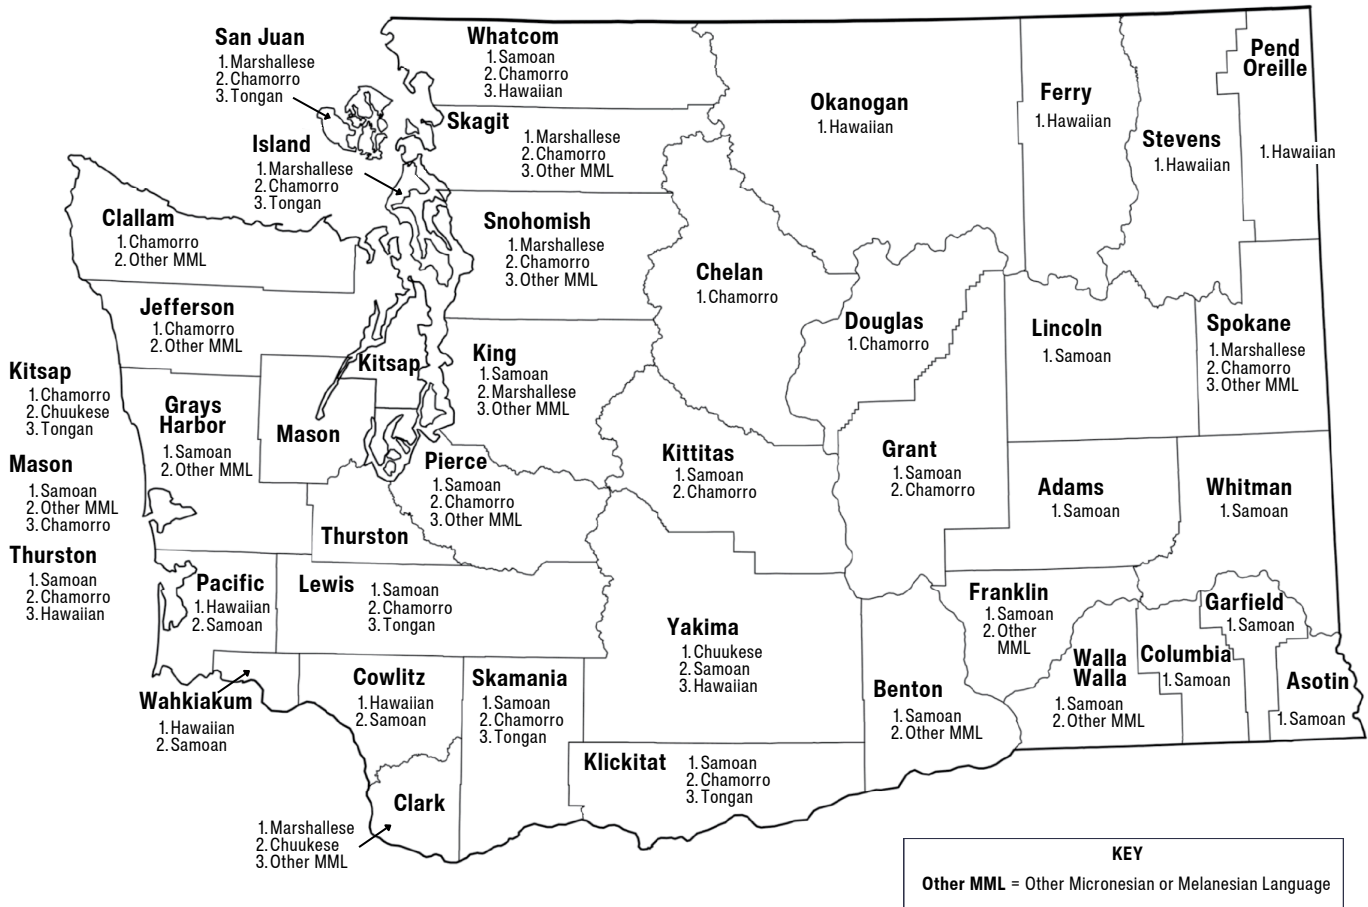 San Juan
1. Marshallese
2. Chamorro
3. Tongan
Whatcom
1. Samoan
2. Chamorro
3. Hawaiian
Okanogan
1. Hawaiian
Ferry
1. Hawaiian
Stevens
1. Hawaiian
Pend
Oreille
1. Hawaiian
Skagit
1. Marshallese
2. Chamorro
3. Other MML
Island
1. Marshallese
2. Chamorro
3. Tongan
Clallam
1. Chamorro
2. Other MML
Snohomish
1. Marshallese
2. Chamorro
3. Other MML
Chelan
1. Chamorro
Jefferson
1. Chamorro
2. Other MML
Douglas
1. Chamorro
Lincoln
1. Samoan
Spokane
1. Marshallese
2. Chamorro
3. Other MML
Kitsap
King
1. Samoan
2. Marshallese
3. Other MML
Kitsap
1. Chamorro
2. Chuukese
3. Tongan
Grays
Harbor
1. Samoan
2. Other MML
Mason
Mason
1. Samoan
2. Other MML
3. Chamorro
Pierce
1. Samoan
2. Chamorro
3. Other MML
Kittitas
1. Samoan
2. Chamorro
Grant
1. Samoan
2. Chamorro
Adams
1. Samoan
Whitman
1. Samoan
Thurston
Thurston
1. Samoan
2. Chamorro
3. Hawaiian
Pacific
1. Hawaiian
2. Samoan
Lewis
1. Samoan
2. Chamorro
3. Tongan
Yakima
1. Chuukese
2. Samoan
3. Hawaiian
Franklin
1. Samoan
2. Other
MML
Garfield
1. Samoan
Walla
Walla
1. Samoan
2. Other MML
Columbia
1. Samoan
Asotin
1. Samoan
Wahkiakum
1. Hawaiian
2. Samoan
Cowlitz
1. Hawaiian
2. Samoan
Skamania
1. Samoan
2. Chamorro
3. Tongan
Benton
1. Samoan
2. Other MML
Klickitat
1. Samoan
2. Chamorro
3. Tongan
Clark
1. Marshallese
2. Chuukese
3. Other MML
KEY
Other MML = Other Micronesian or Melanesian Language